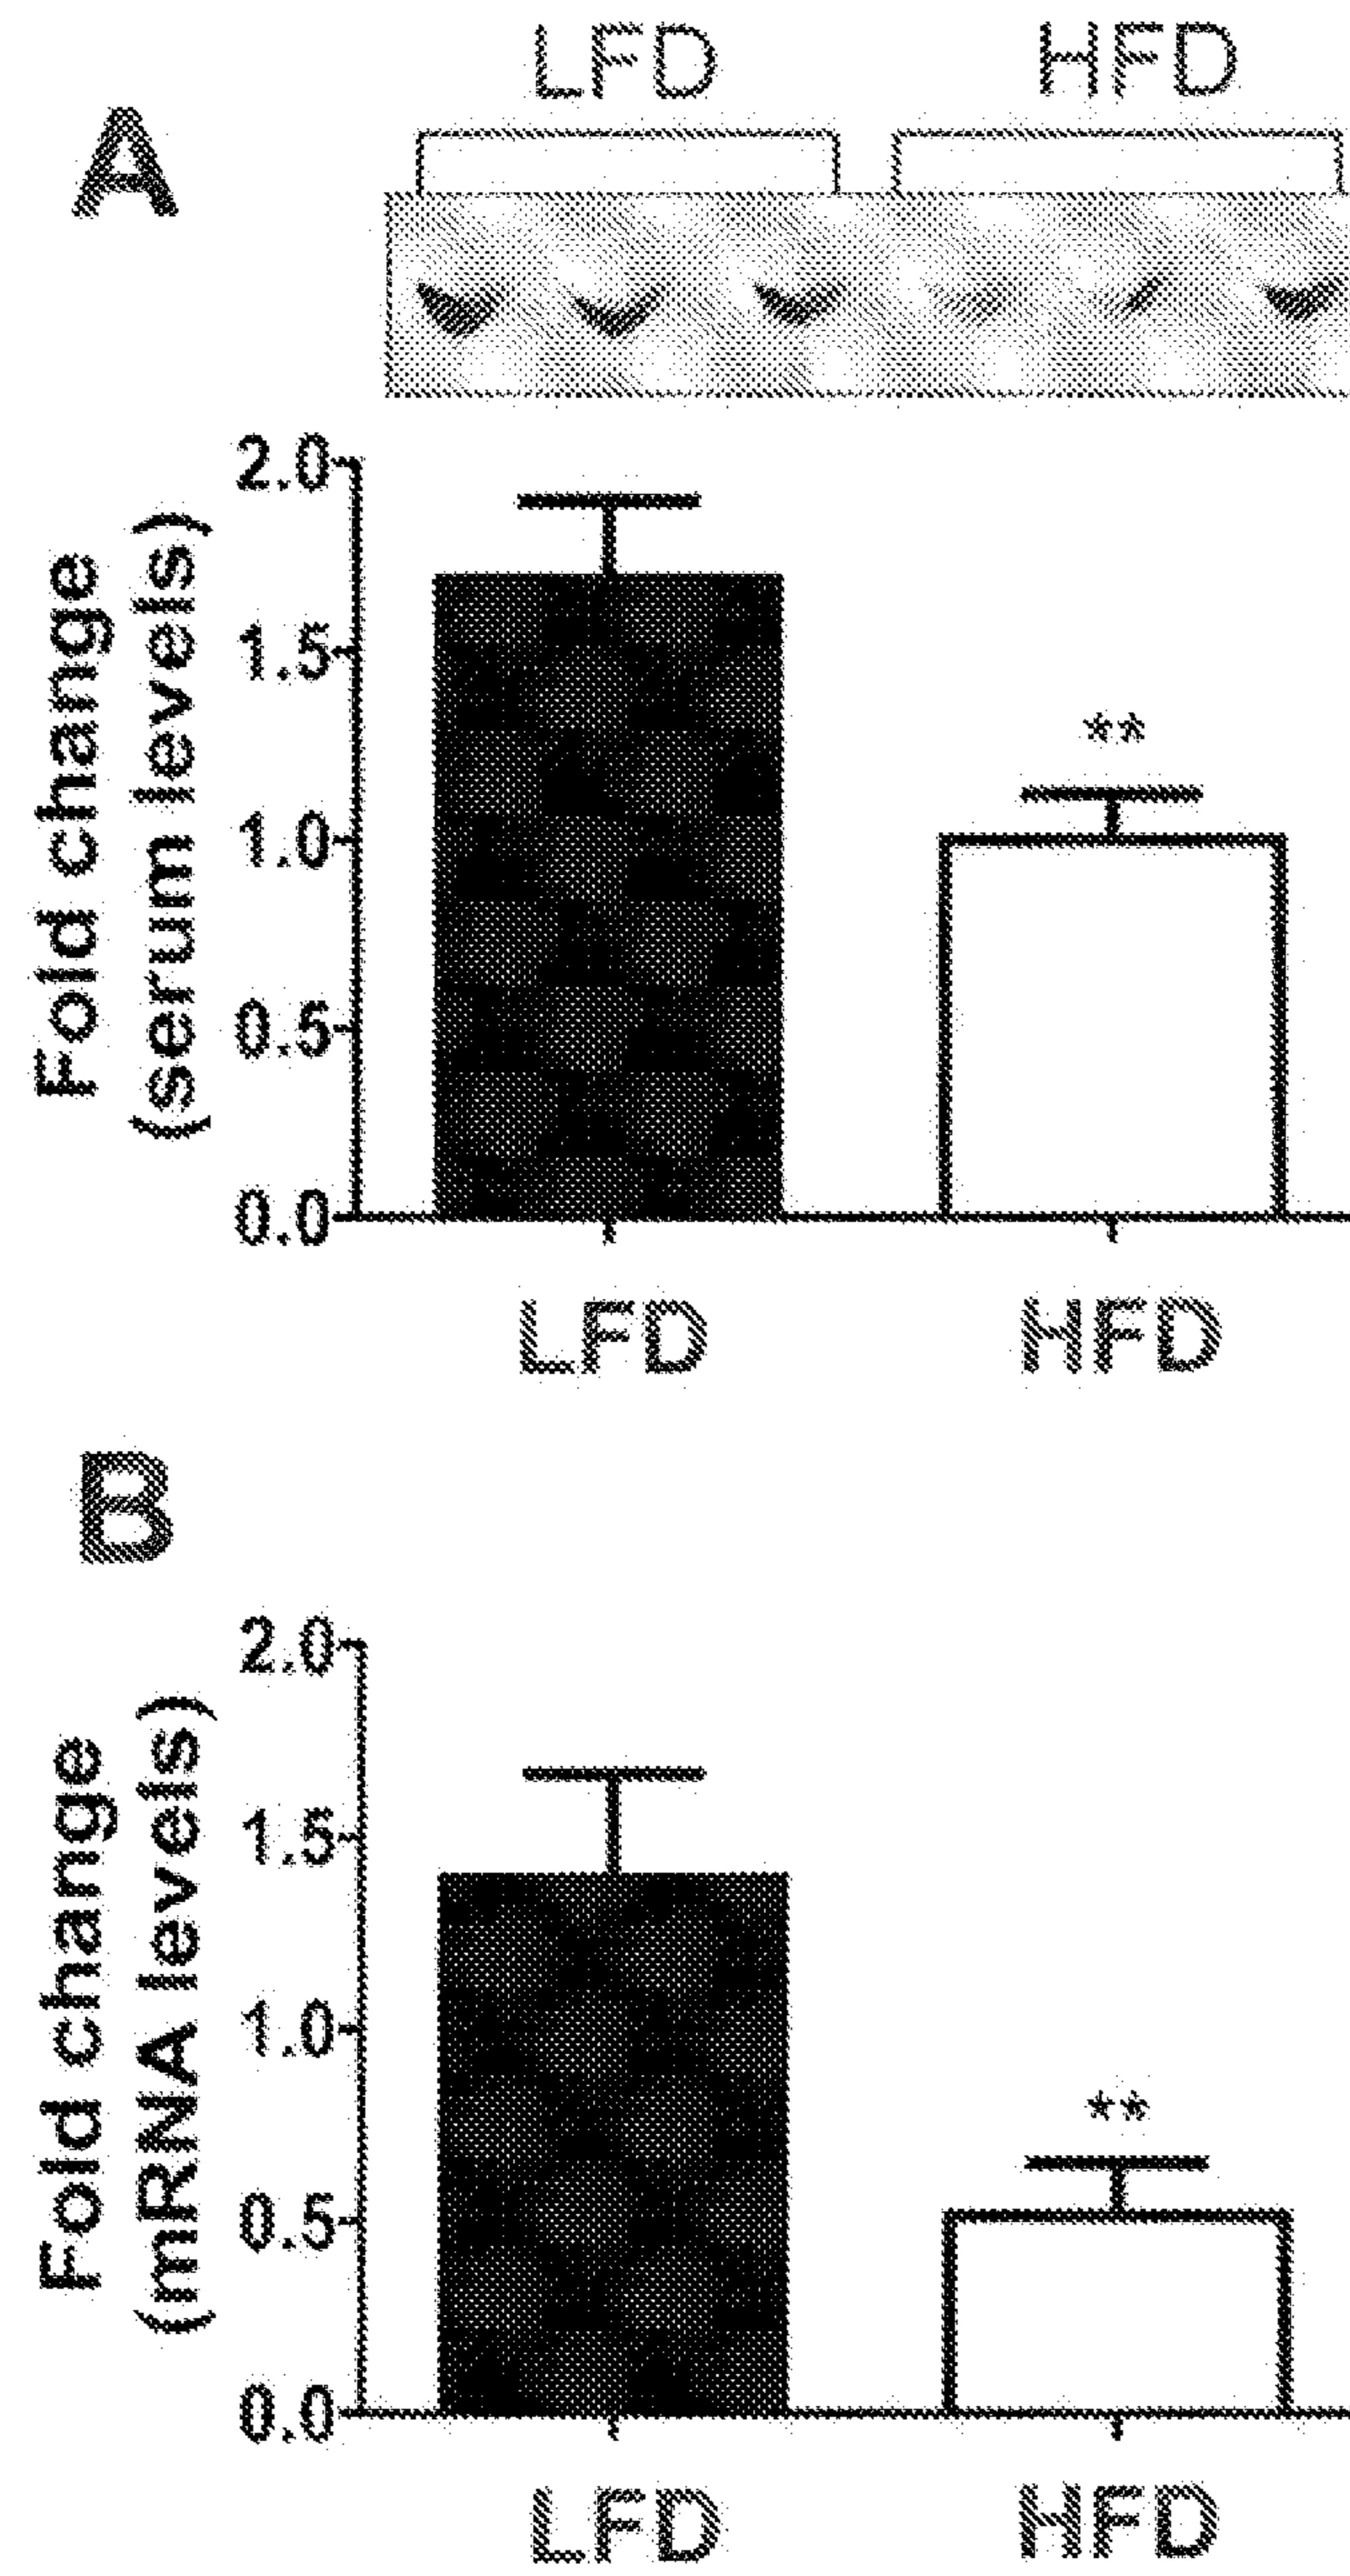 A
LFD HFD
Fold change
(serum levels)
2.0
1.5
1.0
0.5
0.0
**
LFD HFD
B
Fold change
(mRNA levels)
2.0
1.5
1.0
0.5
0.0
**
LFD HFD